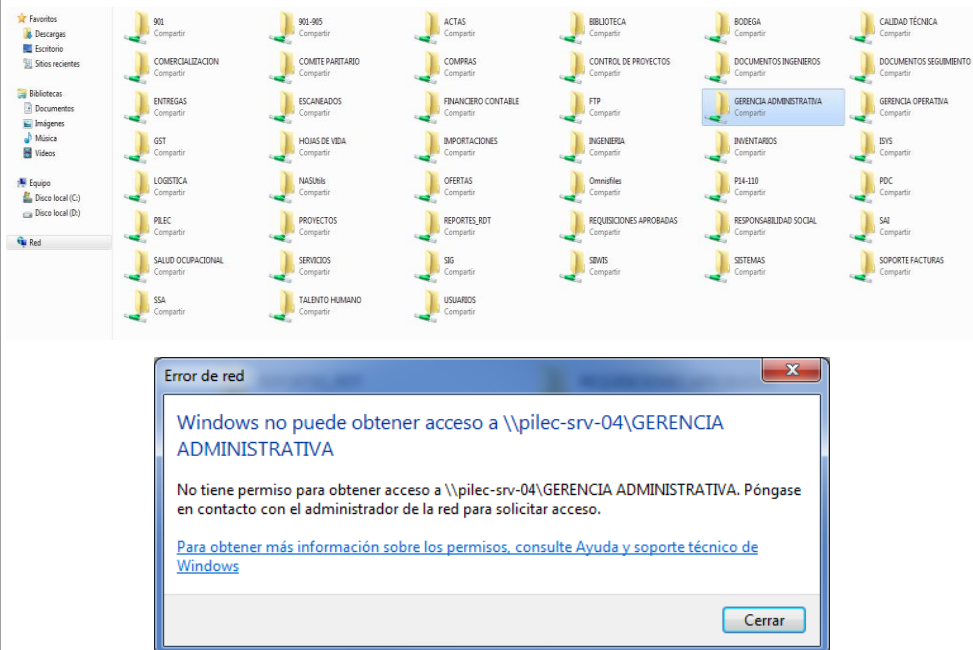 Favoritos
Descargas
Escritorio
Sitios recientes
Bibliotecas
Documentos
Imágenes
Música
Vídeos
Equipo
Disco local (C:)
Disco local (D:)
Red
901
Compartir
901-905
Compartir
ACTAS
Compartir
BIBLIOTECA
Compartir
BODEGA
Compartir
CALIDAD TÉCNICA
Compartir
COMERCIALIZACION
Compartir
COMITE PARITARIO
Compartir
COMPRAS
Compartir
CONTROL DE PROYECTOS
Compartir
DOCUMENTOS INGENIEROS
Compartir
DOCUMENTOS SEGUIMIENTO
Compartir
ENTREGAS
Compartir
ESCANEADOS
Compartir
FINANCIERO CONTABLE
Compartir
FTP
Compartir
GERENCIA ADMINISTRATIVA
Compartir
GERENCIA OPERATIVA
Compartir
GST
Compartir
HOJAS DE VIDA
Compartir
IMPORTACIONES
Compartir
INGENIERIA
Compartir
INVENTARIOS
Compartir
ISYS
Compartir
LOGISTICA
Compartir
NASUtils
Compartir
OFERTAS
Compartir
Omnisfiles
Compartir
P14-110
Compartir
PDC
Compartir
PILEC
Compartir
PROYECTOS
Compartir
REPORTES_RDT
Compartir
REQUISICIONES APROBADAS
Compartir
RESPONSABILIDAD SOCIAL
Compartir
SAI
Compartir
SALUD OCUPACIONAL
Compartir
SERVICIOS
Compartir
SIG
Compartir
SIIWIS
Compartir
SISTEMAS
Compartir
SOPORTE FACTURAS
Compartir
SSA
Compartir
TALENTO HUMANO
Compartir
USUARIOS
Compartir
Error de red
Windows no puede obtener acceso a \\pilec-srv-04\GERENCIA
ADMINISTRATIVA
No tiene permiso para obtener acceso a \\pilec-srv-04\GERENCIA ADMINISTRATIVA. Póngase
en contacto con el administrador de la red para solicitar acceso.
Para obtener más información sobre los permisos, consulte Ayuda y soporte técnico de
Windows
Cerrar